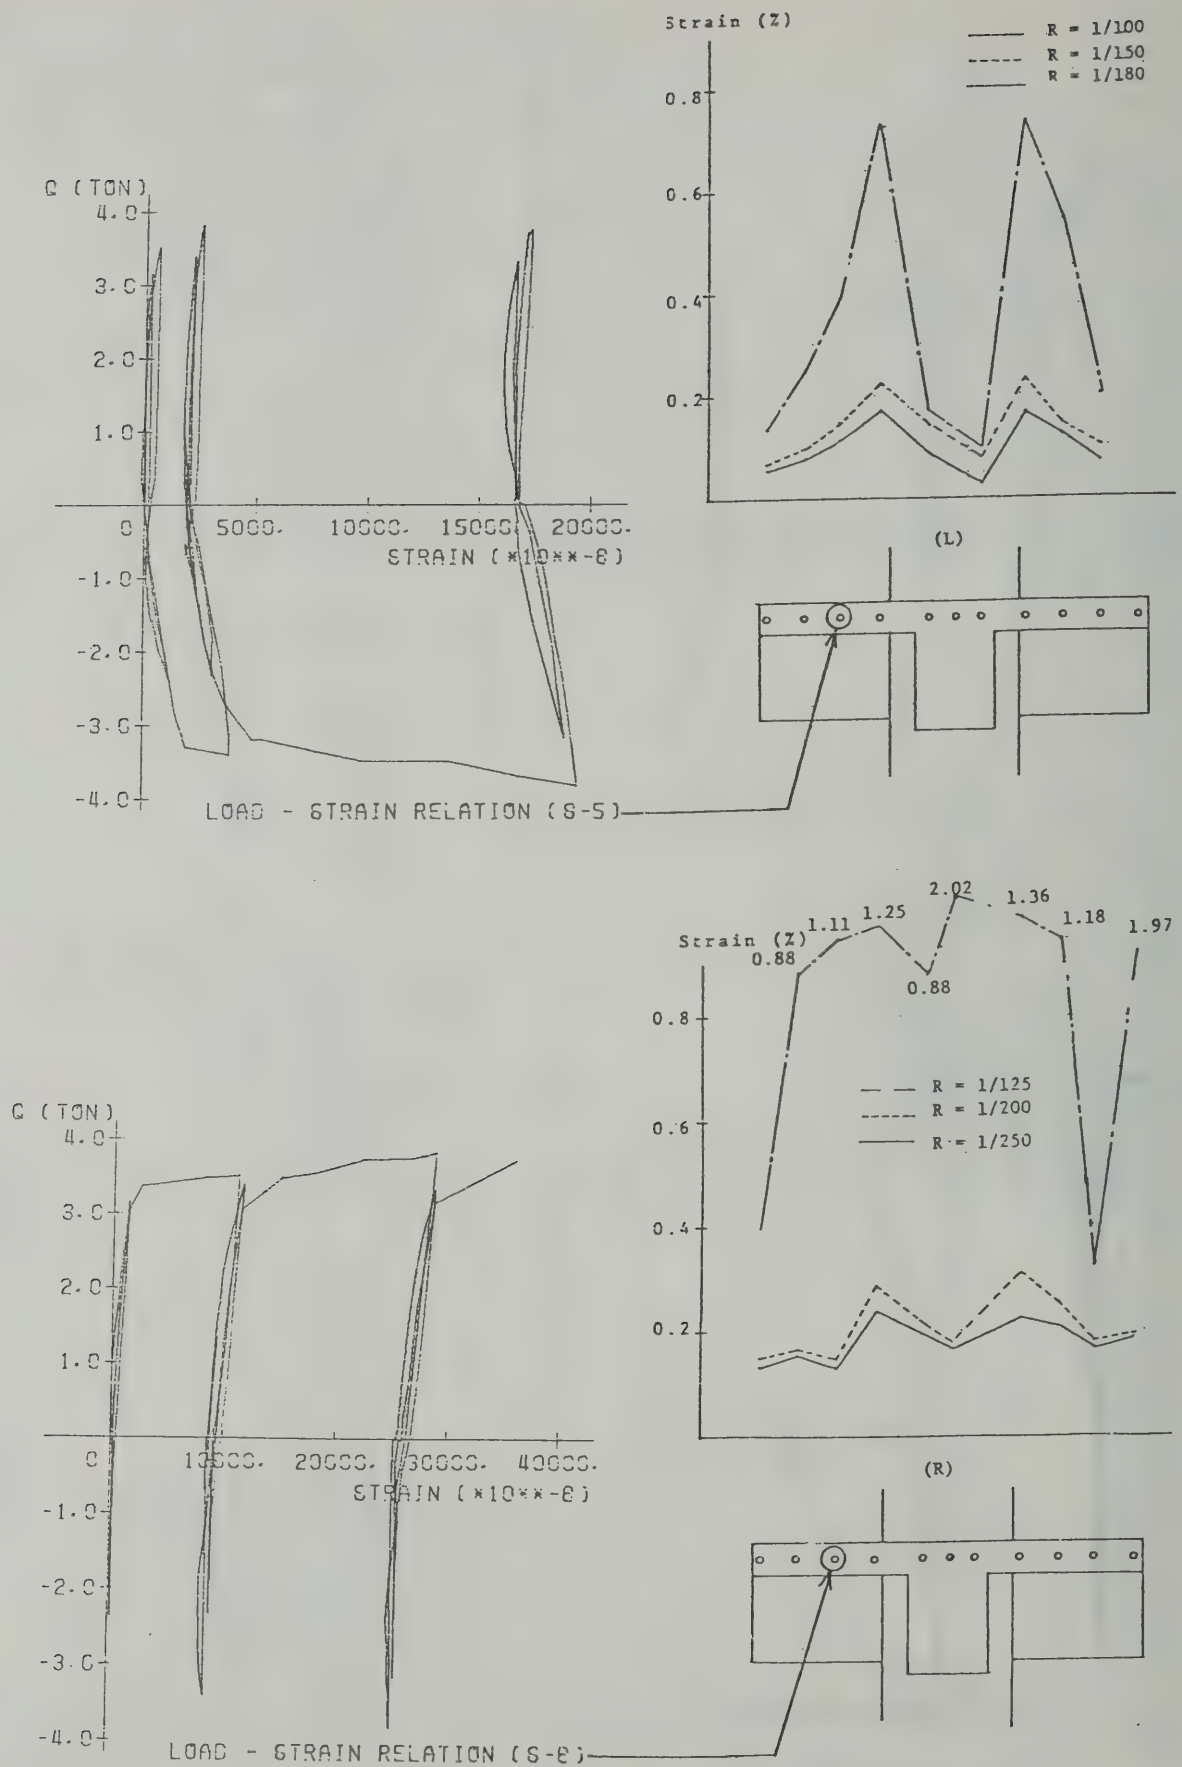 Strain (%)
R = 1/100
R = 1/150
R = 1/180
0.8
0.6
0.4
0.2
Q (TON)
4.0
3.0
2.0
1.0
0 5000. 10000. 15000. 20000.
STRAIN (*10**-6)
-1.0
-2.0
-3.0
-4.0
(L)
LOAD - STRAIN RELATION (S-5)
Strain (%)
0.88
1.11
1.25
0.88
2.02
1.36
1.18
1.97
0.8
0.6
0.4
0.2
R = 1/125
R = 1/200
R = 1/250
Q (TON)
4.0
3.0
2.0
1.0
0 10000. 20000. 30000. 40000.
STRAIN (*10**-6)
-1.0
-2.0
-3.0
-4.0
(R)
LOAD - STRAIN RELATION (S-6)